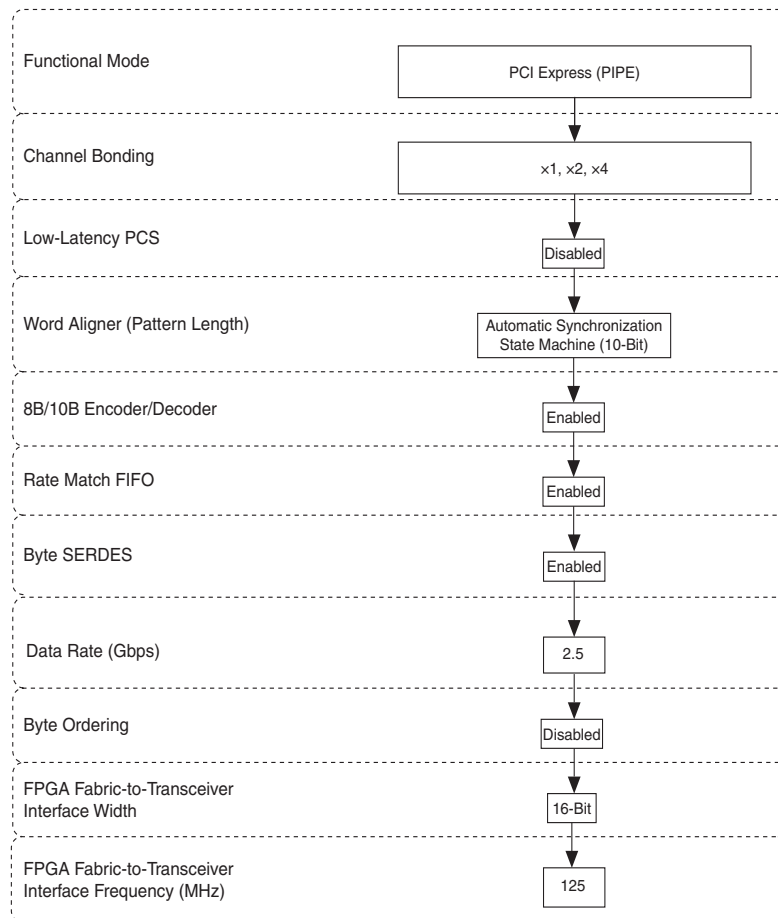 Functional Mode
PCI Express (PIPE)
Channel Bonding
×1, ×2, ×4
Low-Latency PCS
Disabled
Word Aligner (Pattern Length)
Automatic Synchronization
State Machine (10-Bit)
8B/10B Encoder/Decoder
Enabled
Rate Match FIFO
Enabled
Byte SERDES
Enabled
Data Rate (Gbps)
2.5
Byte Ordering
Disabled
FPGA Fabric-to-Transceiver
Interface Width
16-Bit
FPGA Fabric-to-Transceiver
Interface Frequency (MHz)
125